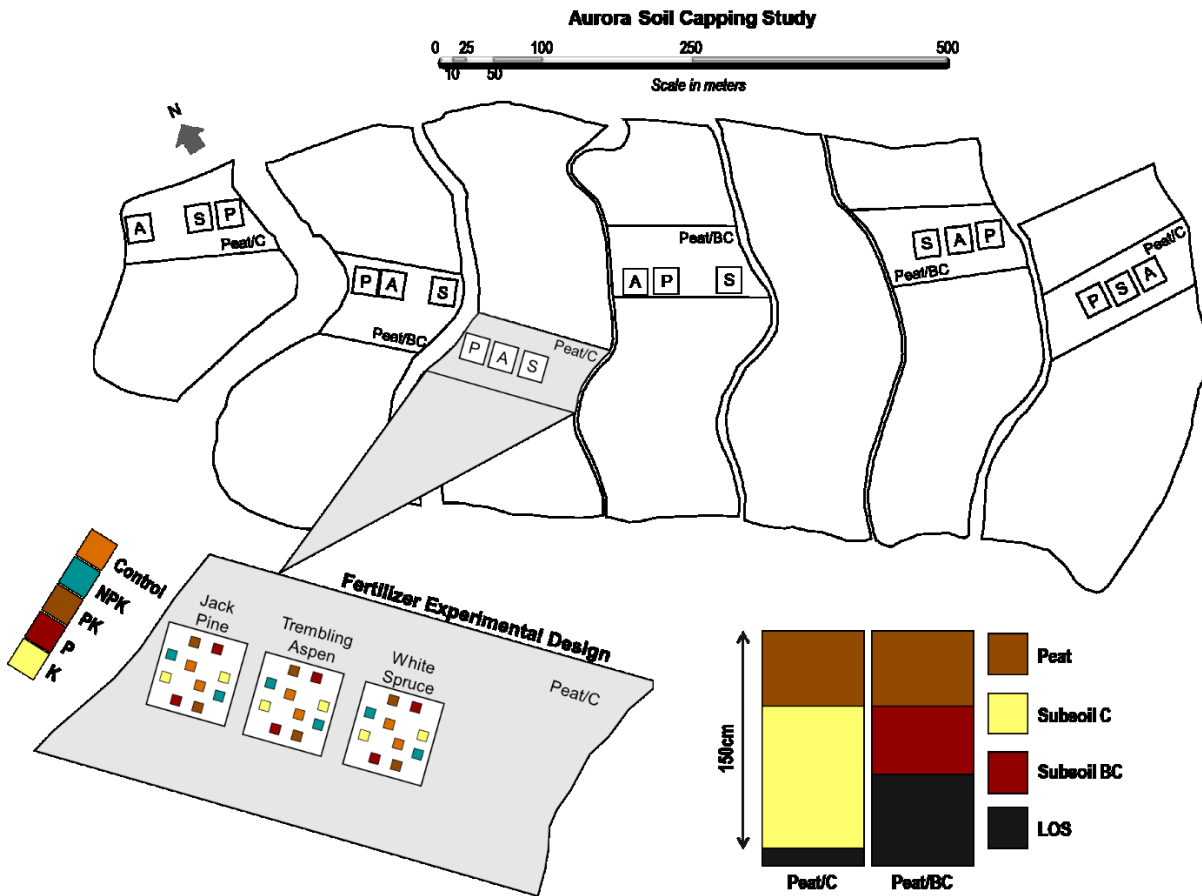 Aurora Soil Capping Study
0 25 100 250 500
10 50
Scale in meters
N
A S P
Peat/C
P A S
Peat/BC
P A S
Peat/C
Peat/BC
A P S
S A P
Peat/BC
Peat/C
P S A
Control
NPK
PK
P
K
Fertilizer Experimental Design
Jack
Pine
Trembling
Aspen
White
Spruce
Peat/C
150cm
Peat
Subsoil C
Subsoil BC
LOS
Peat/C
Peat/BC